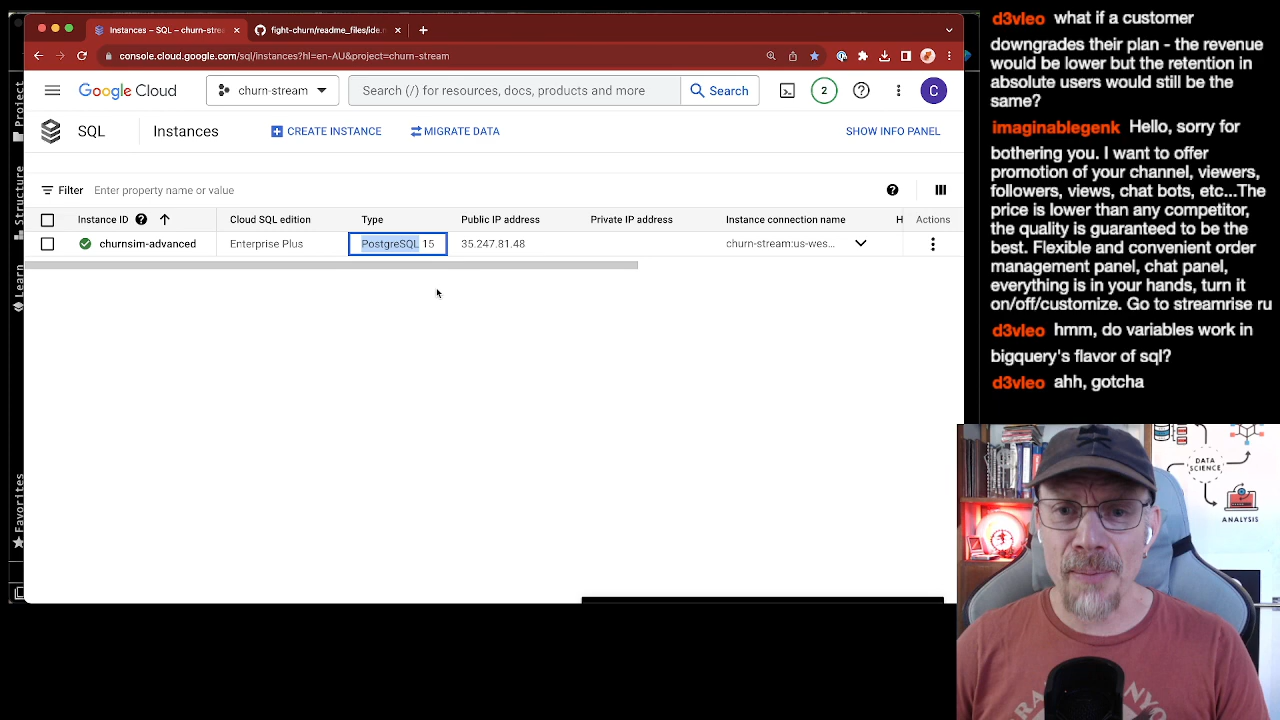 Instances – SQL – churn-stre
fight-churn/readme_files/ide.r
console.cloud.google.com/sql/instances?hl=en-AU&project=churn-stream
Google Cloud
churn-stream
Search (/) for resources, docs, products and more
Search
2
C
SQL
Instances
CREATE INSTANCE
MIGRATE DATA
SHOW INFO PANEL
Filter
Enter property name or value
Instance ID
Cloud SQL edition
Type
Public IP address
Private IP address
Instance connection name
H
Actions
churnsim-advanced
Enterprise Plus
PostgreSQL 15
35.247.81.48
churn-stream:us-wes...
Project
Structure
Learn
Favorites
d3vleo what if a customer
downgrades their plan - the revenue
would be lower but the retention in
absolute users would still be the
same?
imaginablegenk Hello, sorry for
bothering you. I want to offer
promotion of your channel, viewers,
followers, views, chat bots, etc...The
price is lower than any competitor,
the quality is guaranteed to be the
best. Flexible and convenient order
management panel, chat panel,
everything is in your hands, turn it
on/off/customize. Go to streamrise ru
d3vleo hmm, do variables work in
bigquery's flavor of sql?
d3vleo ahh, gotcha
DATA
SCIENCE
ANALYSIS